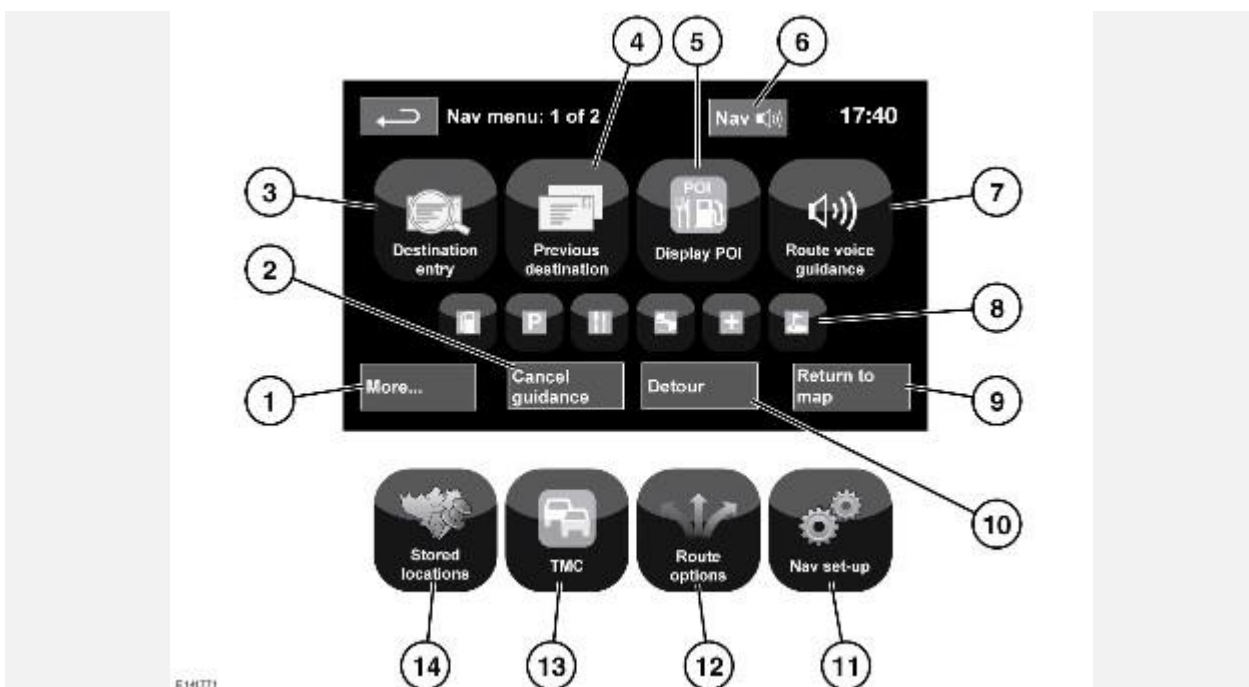 4
5
6
Nav menu: 1 of 2
Nav
17:40
3
POI
7
Destination
entry
Previous
destination
Display POI
Route voice
guidance
2
P
8
1
More...
Cancel
guidance
Detour
Return to
map
9
10
Stored
locations
TMC
Route
options
Nav set-up
14
13
12
11
E141771